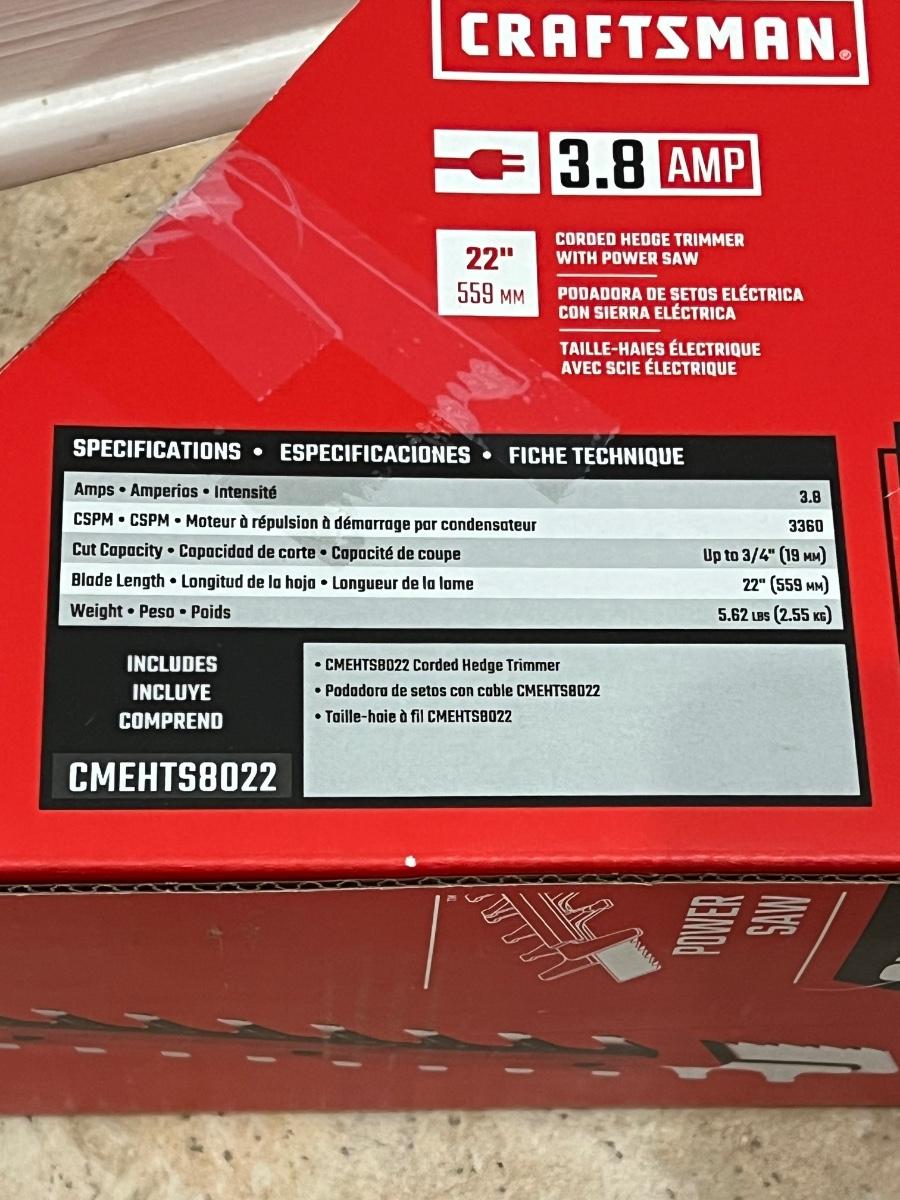 CRAFTSMAN®
3.8 AMP
22"
559 MM
CORDED HEDGE TRIMMER
WITH POWER SAW
PODADORA DE SETOS ELÉCTRICA
CON SIERRA ELÉCTRICA
TAILLE-HAIES ÉLECTRIQUE
AVEC SCIE ÉLECTRIQUE
SPECIFICATIONS • ESPECIFICACIONES • FICHE TECHNIQUE
Amps • Amperios • Intensité 3.8
CSPM • CSPM • Moteur à répulsion à démarrage par condensateur 3360
Cut Capacity • Capacidad de corte • Capacité de coupe Up to 3/4" (19 MM)
Blade Length • Longitud de la hoja • Longueur de la lame 22" (559 MM)
Weight • Peso • Poids 5.62 LBS (2.55 KG)
INCLUDES
INCLUYE
COMPREND
CMEHTS8022
• CMEHTS8022 Corded Hedge Trimmer
• Podadora de setos con cable CMEHTS8022
• Taille-haie à fil CMEHTS8022
POWER
SAW